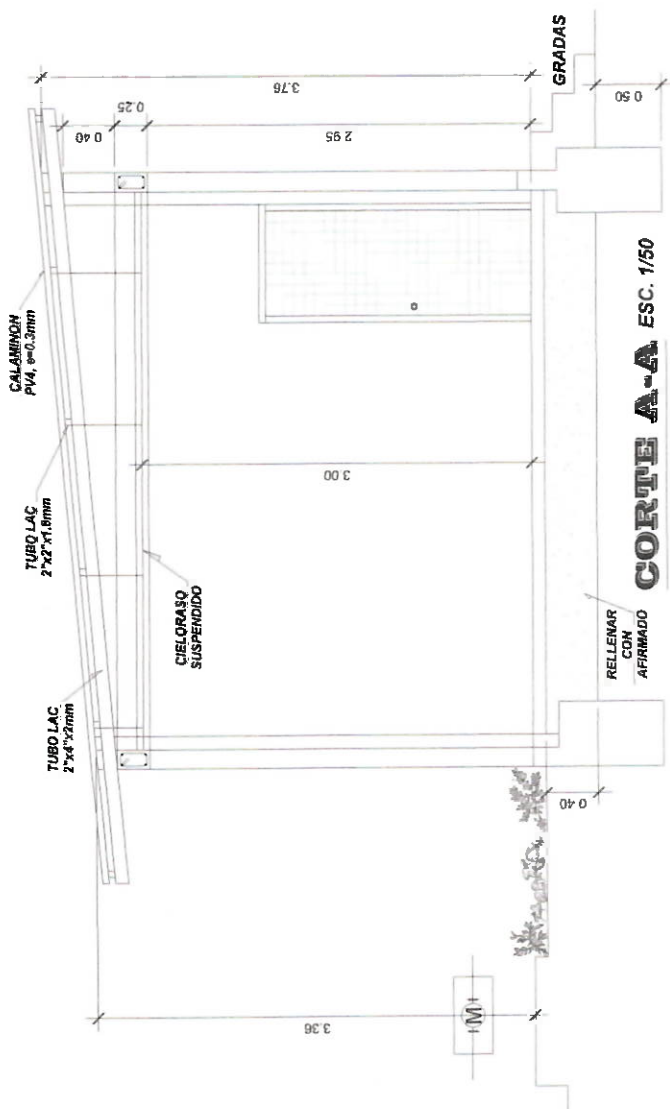 CALAMINON
PV4, e=0.3mm
TUBO LAC
2"x2"x1.8mm
TUBO LAC
2"x4"x2mm
CIELORASO
SUSPENDIDO
0.40
0.25
3.76
2.95
3.00
3.36
M
GRADAS
0.50
0.40
RELLENAR
CON
AFIRMADO
CORTE A-A ESC. 1/50